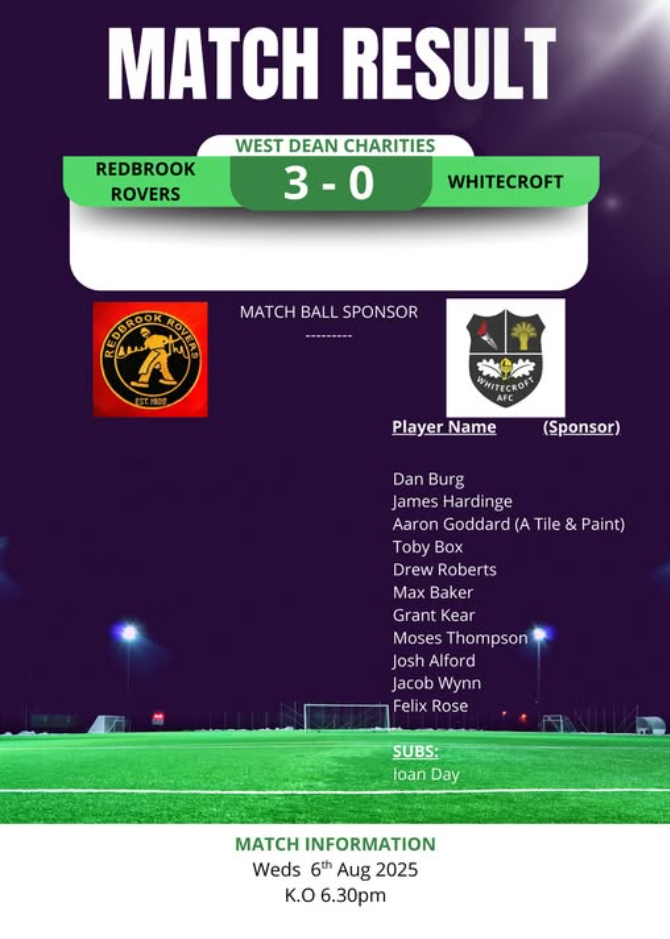 MATCH RESULT
WEST DEAN CHARITIES
REDBROOK
ROVERS
3 - 0
WHITECROFT
MATCH BALL SPONSOR
---------
REDBROOK ROVERS
EST. 1920
WHITECROFT
AFC
Player Name (Sponsor)
Dan Burg
James Hardinge
Aaron Goddard (A Tile & Paint)
Toby Box
Drew Roberts
Max Baker
Grant Kear
Moses Thompson
Josh Alford
Jacob Wynn
Felix Rose
SUBS:
Ioan Day
MATCH INFORMATION
Weds 6th Aug 2025
K.O 6.30pm